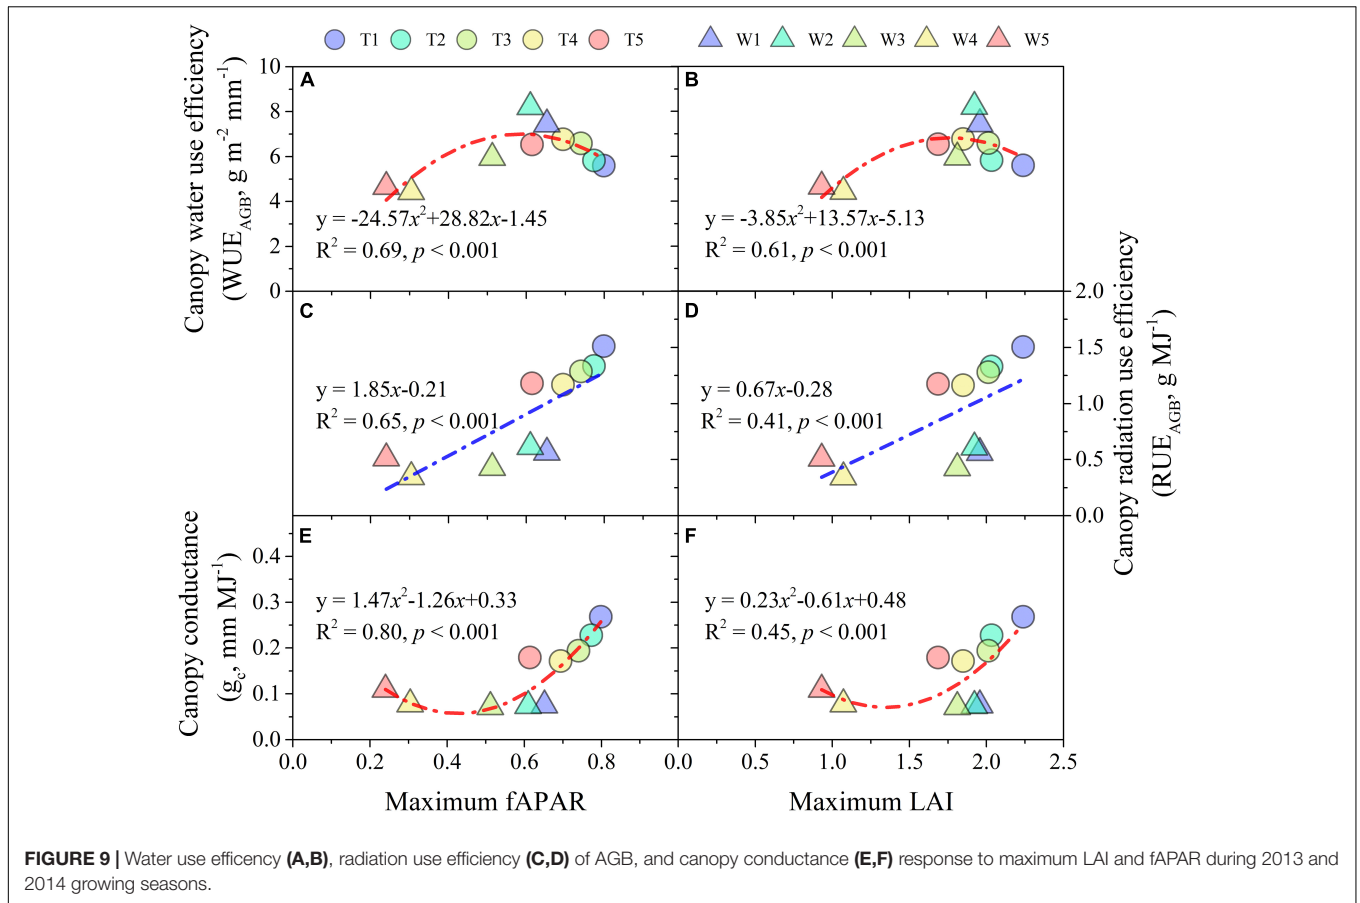 T1 T2 T3 T4 T5 W1 W2 W3 W4 W5
Canopy water use efficiency
(WUE_AGB, g m⁻² mm⁻¹)
10
8
6
4
2
0
A
y = -24.57x²+28.82x-1.45
R² = 0.69, p < 0.001
B
y = -3.85x²+13.57x-5.13
R² = 0.61, p < 0.001
C
y = 1.85x-0.21
R² = 0.65, p < 0.001
D
y = 0.67x-0.28
R² = 0.41, p < 0.001
2.0
1.5
1.0
0.5
0.0
Canopy radiation use efficiency
(RUE_AGB, g MJ⁻¹)
Canopy conductance
(g_c, mm MJ⁻¹)
0.4
0.3
0.2
0.1
0.0
E
y = 1.47x²-1.26x+0.33
R² = 0.80, p < 0.001
F
y = 0.23x²-0.61x+0.48
R² = 0.45, p < 0.001
0.0 0.2 0.4 0.6 0.8 0.0 0.5 1.0 1.5 2.0 2.5
Maximum fAPAR Maximum LAI
FIGURE 9 | Water use efficency (A,B), radiation use efficiency (C,D) of AGB, and canopy conductance (E,F) response to maximum LAI and fAPAR during 2013 and
2014 growing seasons.